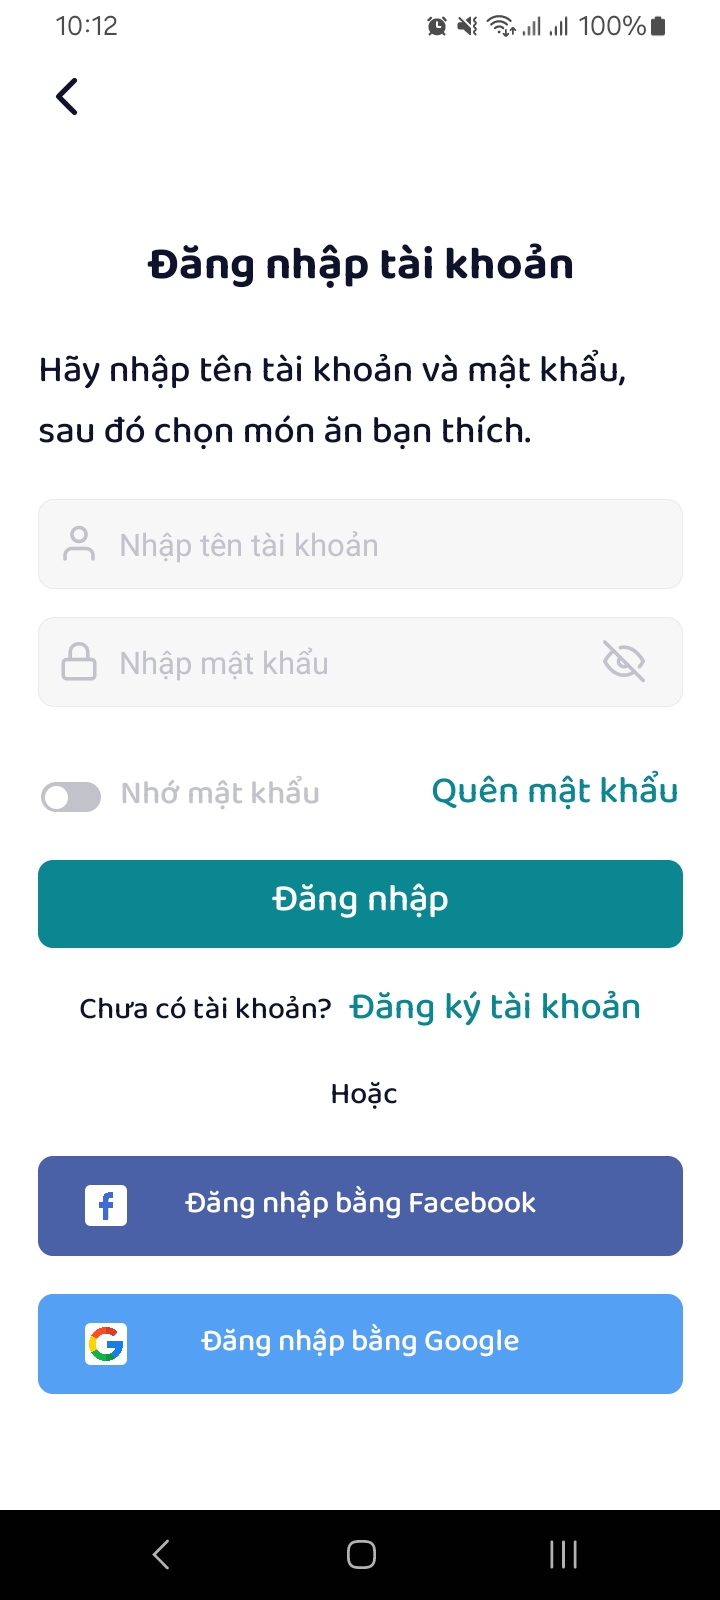 10:12
100%
Đăng nhập tài khoản
Hãy nhập tên tài khoản và mật khẩu,
sau đó chọn món ăn bạn thích.
Nhập tên tài khoản
Nhập mật khẩu
Nhớ mật khẩu
Quên mật khẩu
Đăng nhập
Chưa có tài khoản? Đăng ký tài khoản
Hoặc
Đăng nhập bằng Facebook
Đăng nhập bằng Google